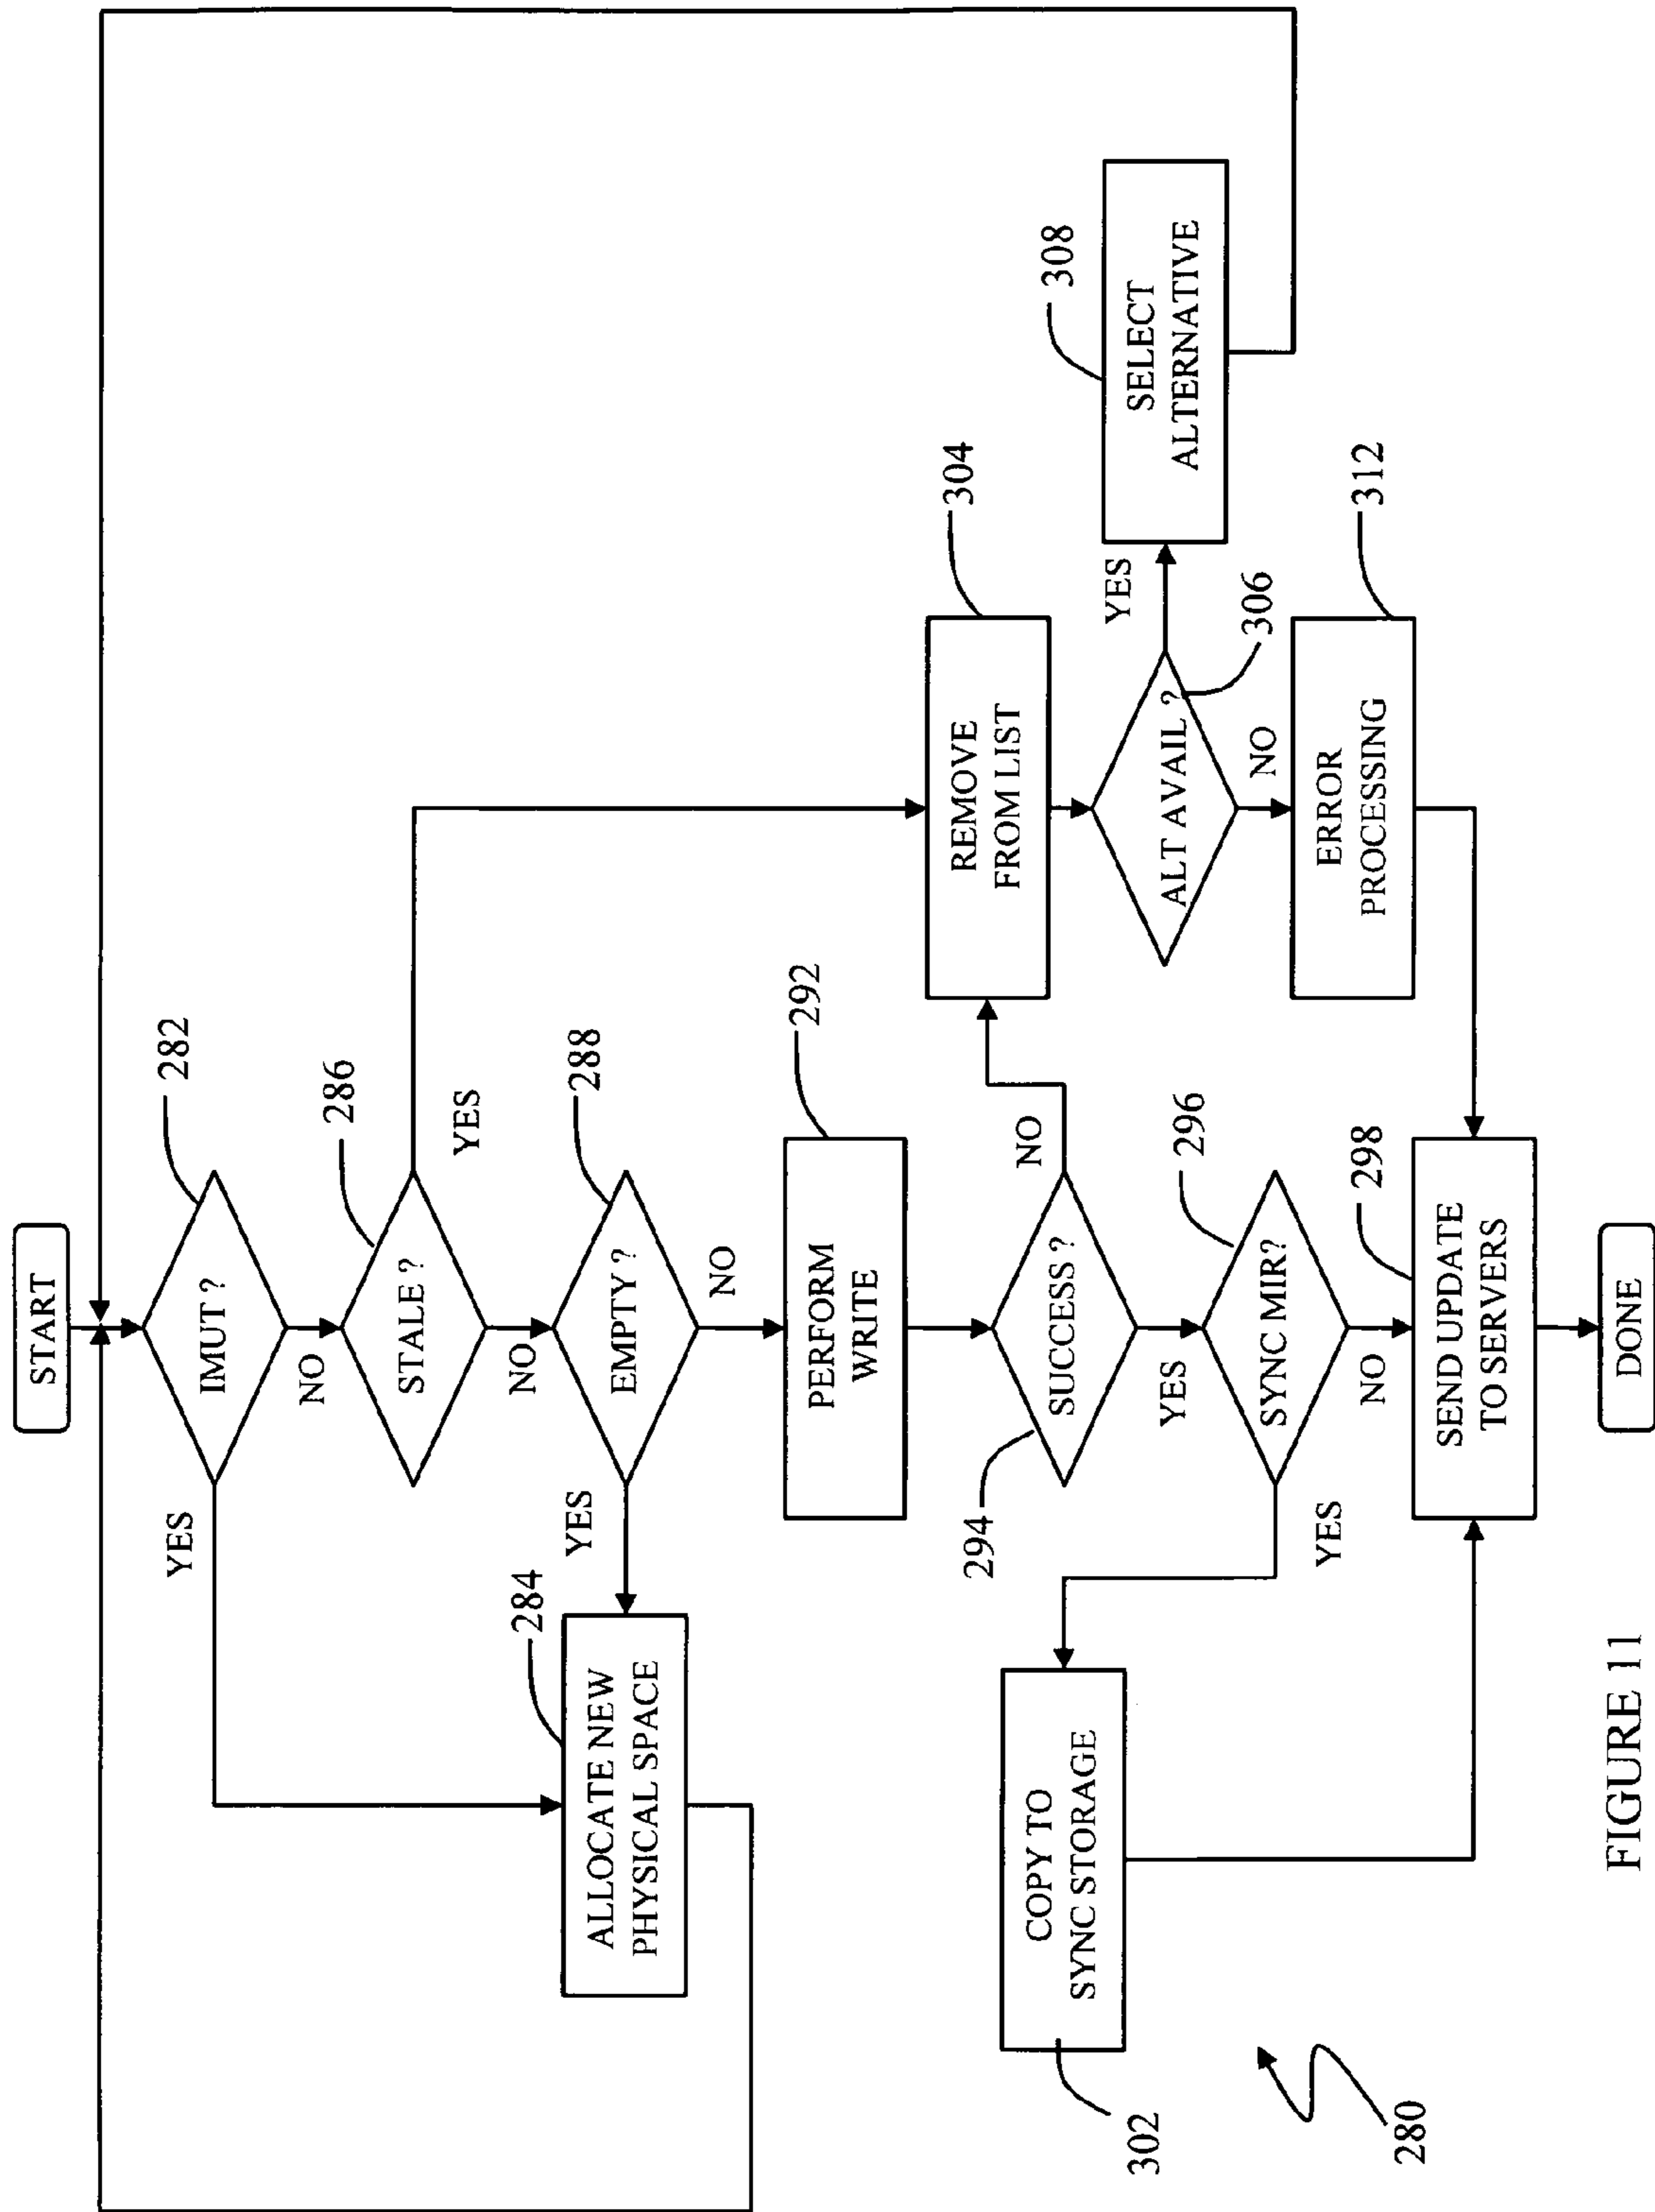 START
IMUT ?
282
YES
NO
STALE ?
286
YES
NO
EMPTY ?
288
YES
NO
284
ALLOCATE NEW
PHYSICAL SPACE
PERFORM
WRITE
292
SUCCESS ?
294
NO
YES
REMOVE
FROM LIST
304
ALT AVAIL ?
306
YES
NO
SELECT
ALTERNATIVE
308
ERROR
PROCESSING
312
SYNC MIR?
296
YES
NO
COPY TO
SYNC STORAGE
302
SEND UPDATE
TO SERVERS
298
DONE
280
FIGURE 11